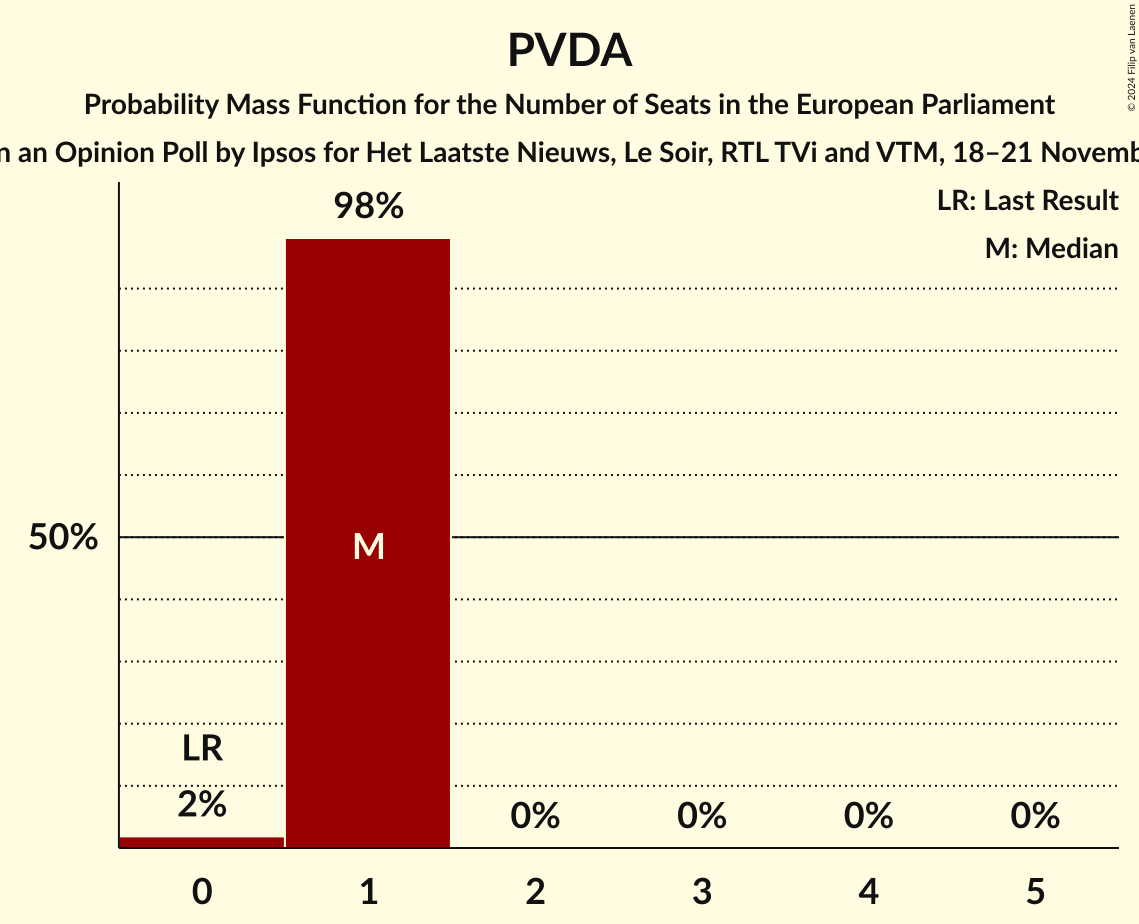 PVDA
Probability Mass Function for the Number of Seats in the European Parliament
an Opinion Poll by Ipsos for Het Laatste Nieuws, Le Soir, RTL TVi and VTM, 18–21
© 2024 Filip van Laenen
LR: Last Result
M: Median
98%
50%
M
LR
2%
0% 0% 0% 0%
0 1 2 3 4 5